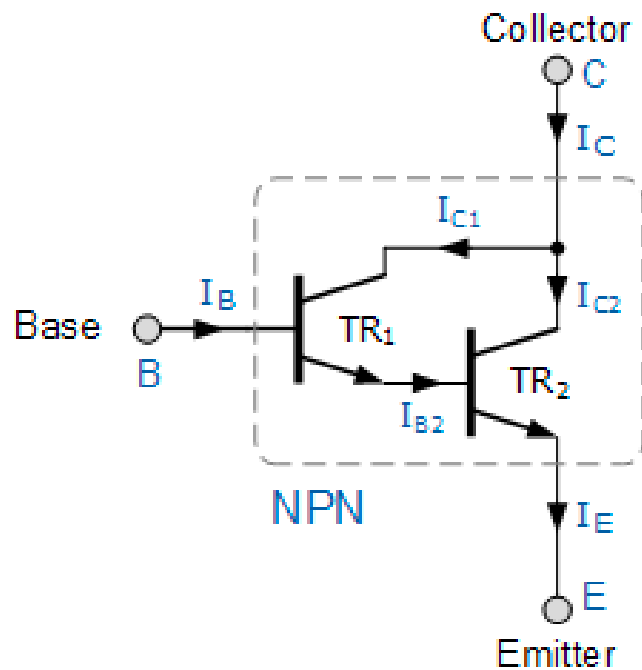 Collector
C
IC
IC1
IB
IC2
Base
TR1
B
TR2
IB2
NPN
IE
E
Emitter